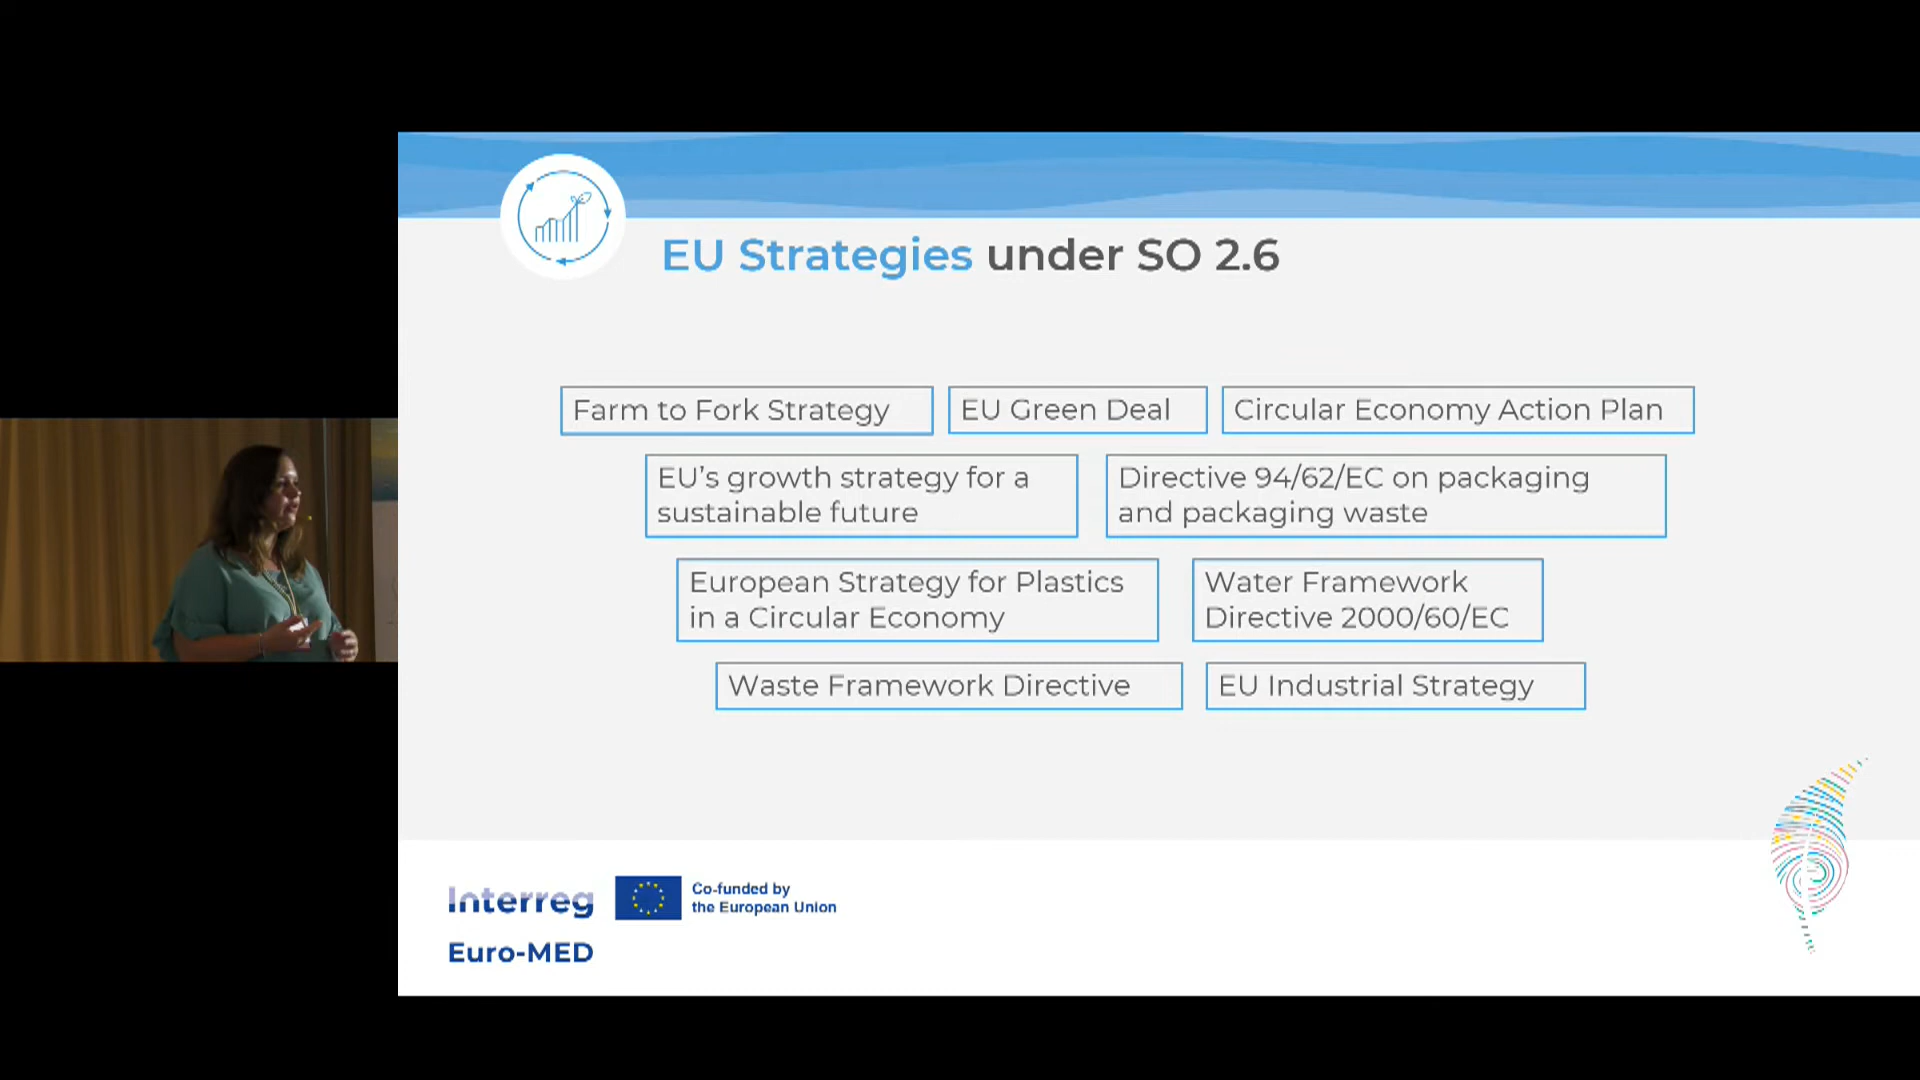 EU Strategies under SO 2.6
Farm to Fork Strategy
EU Green Deal
Circular Economy Action Plan
EU’s growth strategy for a
sustainable future
Directive 94/62/EC on packaging
and packaging waste
European Strategy for Plastics
in a Circular Economy
Water Framework
Directive 2000/60/EC
Waste Framework Directive
EU Industrial Strategy
Interreg
Co-funded by
the European Union
Euro-MED